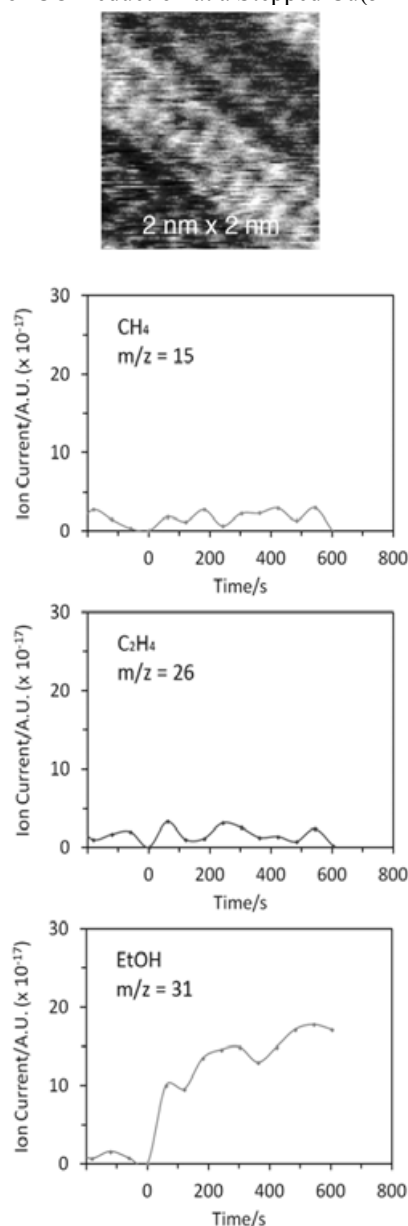 2 nm x 2 nm
30
20
10
0
Ion Current/A.U. (x 10⁻¹⁷)
CH₄
m/z = 15
0 200 400 600 800
Time/s
30
20
10
0
Ion Current/A.U. (x 10⁻¹⁷)
C₂H₄
m/z = 26
0 200 400 600 800
Time/s
30
20
10
0
Ion Current/A.U. (x 10⁻¹⁷)
EtOH
m/z = 31
0 200 400 600 800
Time/s